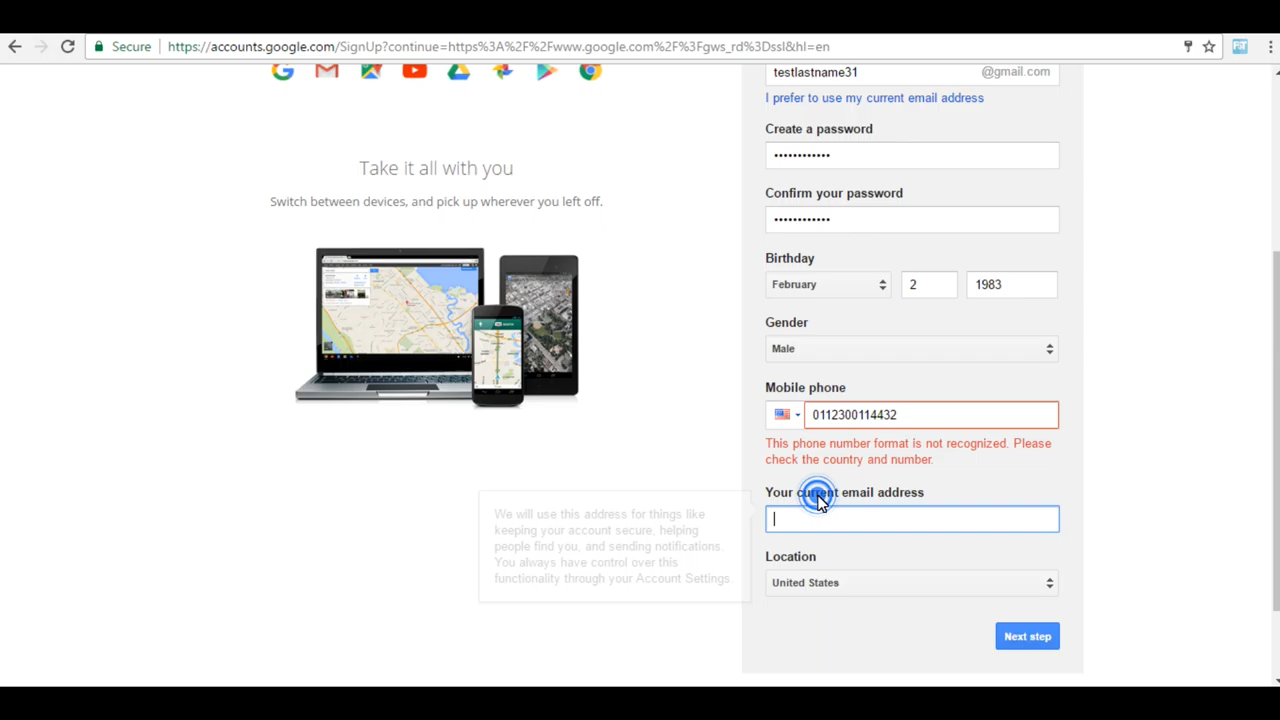 Secure
https://accounts.google.com/SignUp?continue=https%3A%2F%2Fwww.google.com%2F%3Fgws_rd%3Dssl&hl=en
testlastname31 @gmail.com
I prefer to use my current email address
Create a password
••••••••••••
Confirm your password
••••••••••••
Take it all with you
Switch between devices, and pick up wherever you left off.
Birthday
February 2 1983
Gender
Male
Mobile phone
0112300114432
This phone number format is not recognized. Please
check the country and number.
Your current email address
We will use this address for things like
keeping your account secure, helping
people find you, and sending notifications.
You always have control over this
functionality through your Account Settings.
Location
United States
Next step